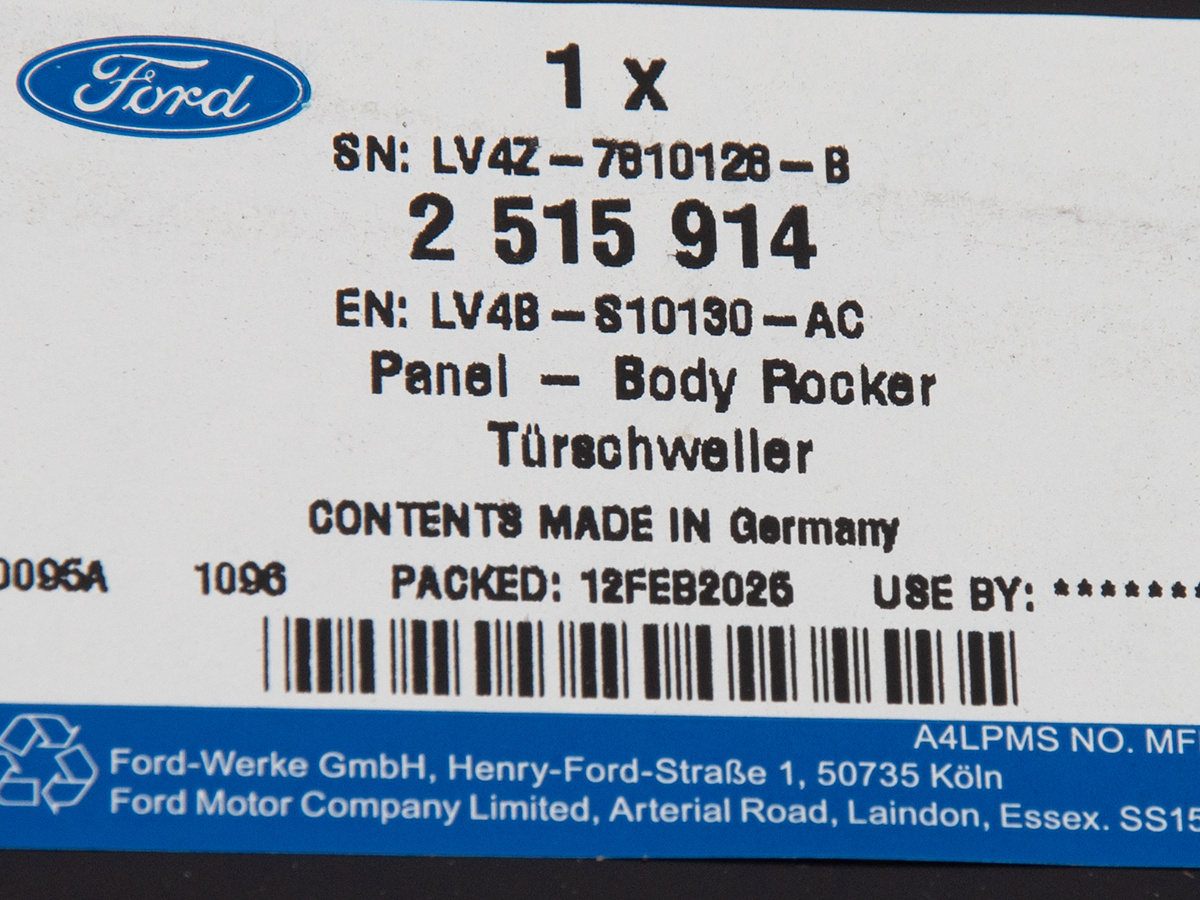 Ford
1 x
SN: LV4Z-7810128-B
2 515 914
EN: LV4B-S10130-AC
Panel - Body Rocker
Türschweller
CONTENTS MADE IN Germany
0095A 1096 PACKED: 12FEB2025 USE BY: *******
A4LPMS NO. MF
Ford-Werke GmbH, Henry-Ford-Straße 1, 50735 Köln
Ford Motor Company Limited, Arterial Road, Laindon, Essex. SS15